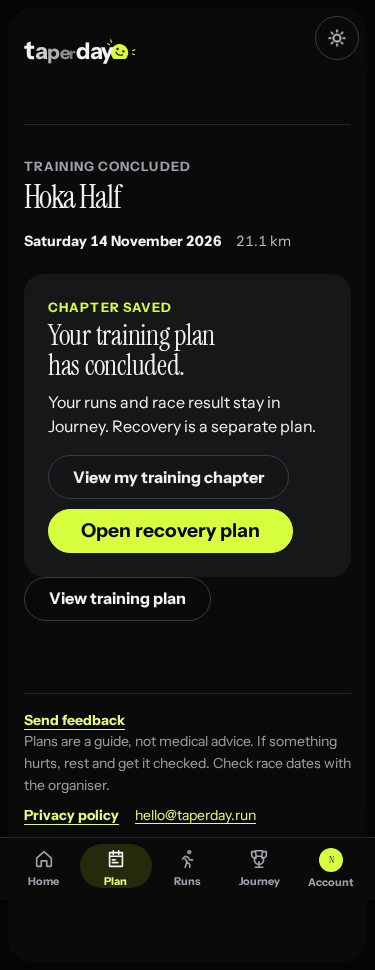 taperday
TRAINING CONCLUDED
Hoka Half
Saturday 14 November 2026 21.1 km
CHAPTER SAVED
Your training plan
has concluded.
Your runs and race result stay in
Journey. Recovery is a separate plan.
View my training chapter
Open recovery plan
View training plan
Send feedback
Plans are a guide, not medical advice. If something
hurts, rest and get it checked. Check race dates with
the organiser.
Privacy policy hello@taperday.run
N
Home Plan Runs Journey Account